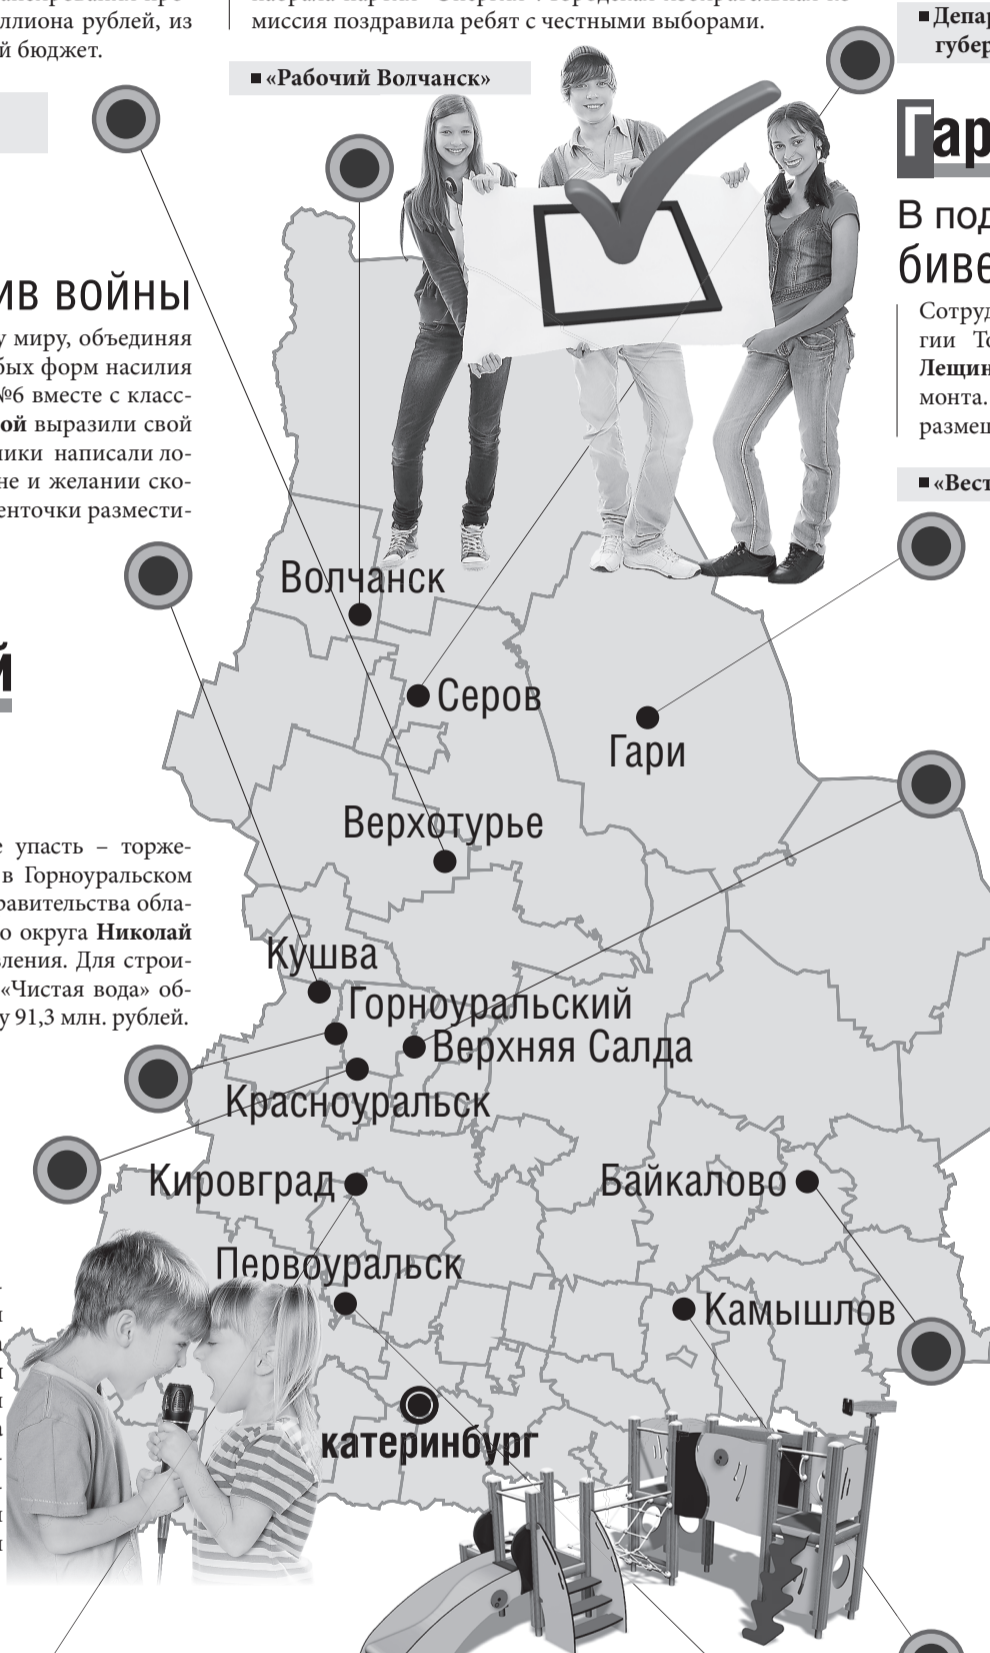 ллиона рублей, из
й бюджет.
миссия поздравила ребят с честными выборами.
■ «Рабочий Волчанск»
ив войны
у миру, объединяя
бых форм насилия
№6 вместе с класс-
ой выразили свой
ники написали ло-
не и желании ско-
енточки размести-
й
е упасть – торже-
в Горноуральском
равительства обла-
о округа Николай
ления. Для строи-
«Чистая вода» об-
у 91,3 млн. рублей.
■ Депар
губер
Гар
В под
биве
Сотруд
гии То
Лещин
монта.
размещ
■ «Вест
Волчанск
Серов
Гари
Верхотурье
Кушва
Горноуральский
Верхняя Салда
Красноуральск
Кировград
Байкалово
Первоуральск
Камышлов
катеринбург